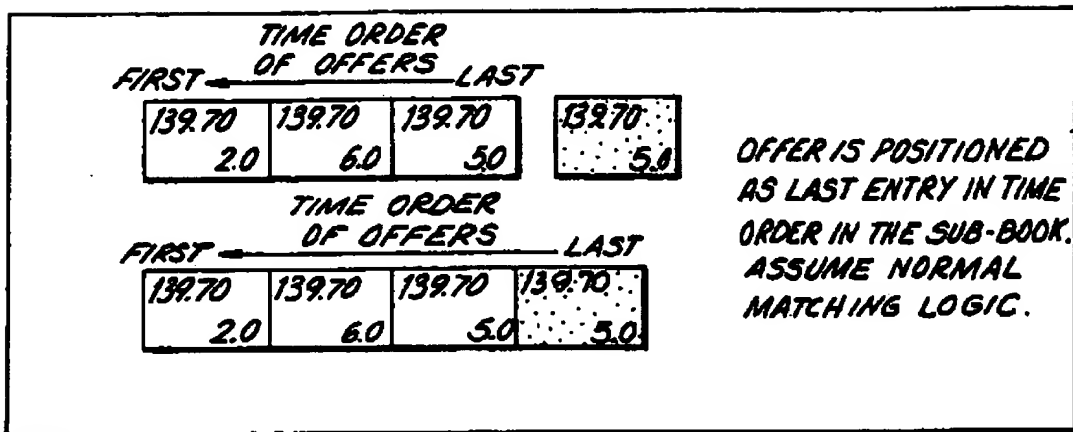 TIME ORDER
OF OFFERS
FIRST LAST
139.70 139.70 139.70 139.70
2.0 6.0 5.0 5.0
TIME ORDER
OF OFFERS
FIRST LAST
139.70 139.70 139.70 139.70
2.0 6.0 5.0 5.0
OFFER IS POSITIONED
AS LAST ENTRY IN TIME
ORDER IN THE SUB-BOOK.
ASSUME NORMAL
MATCHING LOGIC.